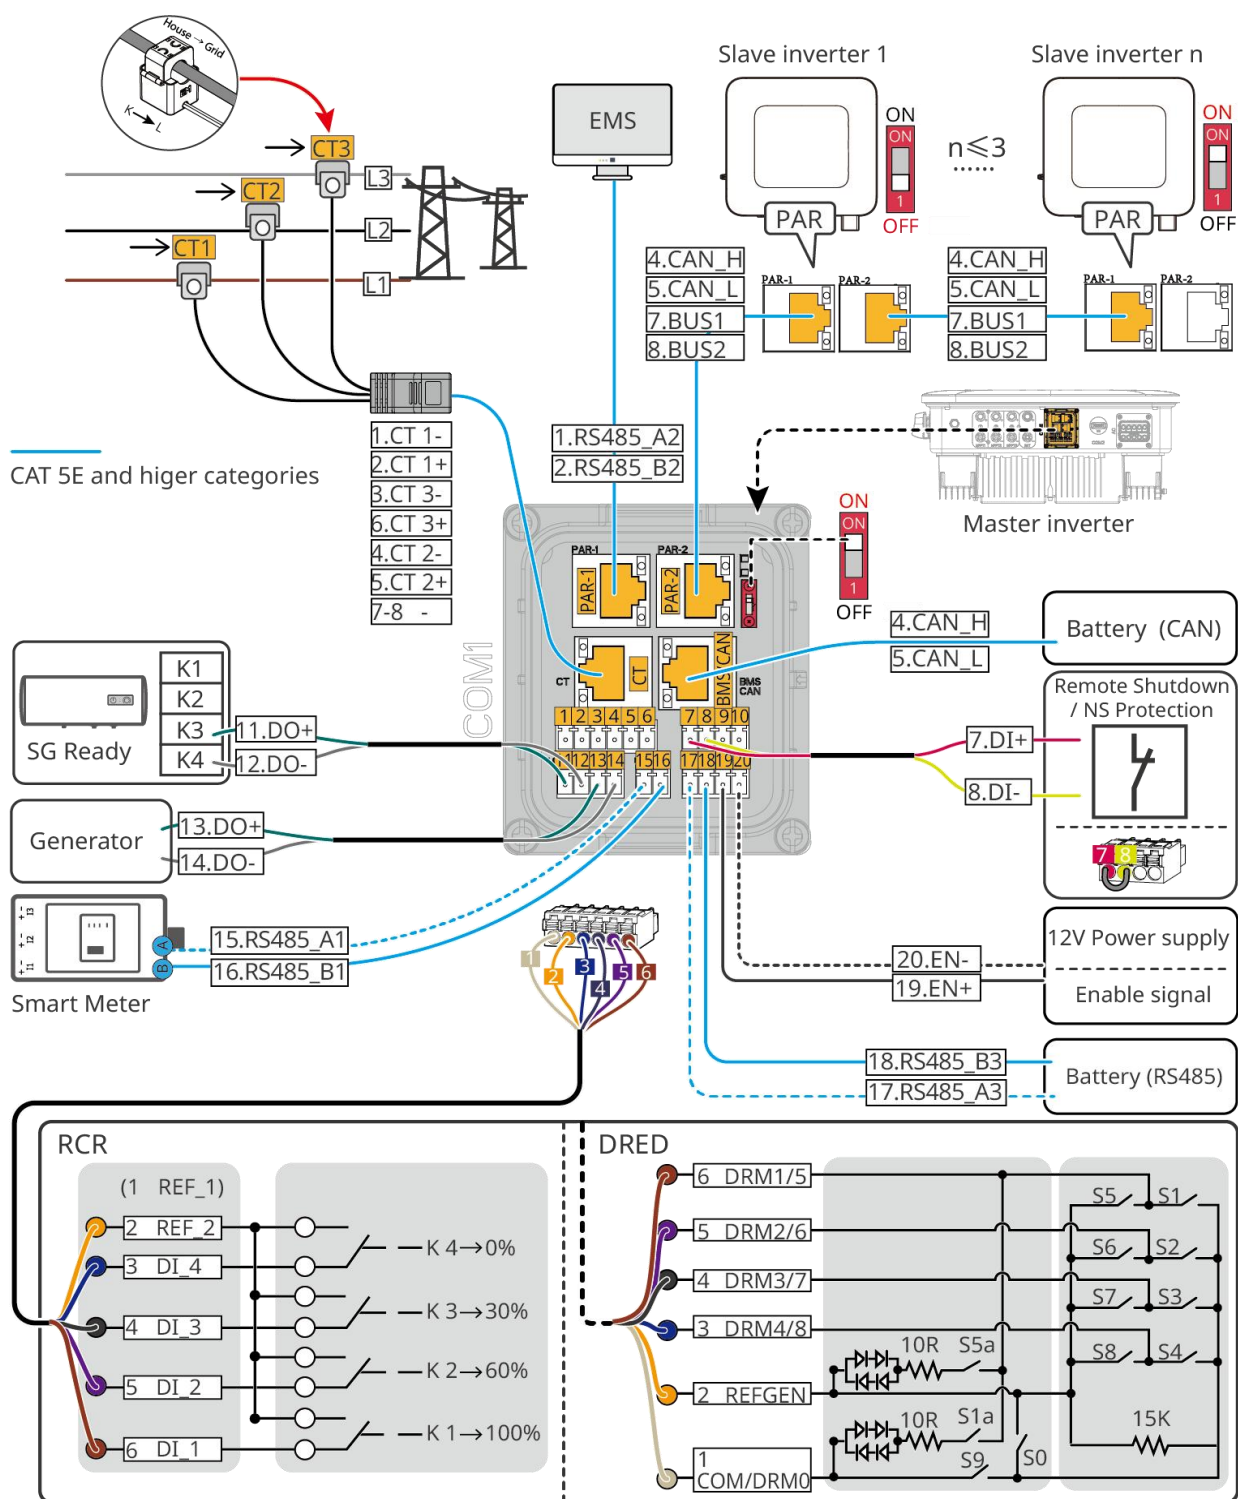 House → Grid
K → L
Slave inverter 1
Slave inverter n
CT3
CT2
CT1
L3
L2
L1
EMS
ON
ON
1
OFF
n≤3
......
ON
ON
1
OFF
PAR
PAR
4.CAN_H
5.CAN_L
7.BUS1
8.BUS2
PAR-1
PAR-2
4.CAN_H
5.CAN_L
7.BUS1
8.BUS2
PAR-1
PAR-2
CAT 5E and higer categories
1.CT 1-
2.CT 1+
3.CT 3-
6.CT 3+
4.CT 2-
5.CT 2+
7-8 -
1.RS485_A2
2.RS485_B2
Master inverter
ON
ON
1
OFF
COM1
PAR-1
PAR-2
PAR-1
PAR-2
CT
CT
BMS/CAN
BMS
CAN
1 2 3 4 5 6
7 8 9 10
11 12 13 14 15 16
17 18 19 20
4.CAN_H
5.CAN_L
Battery (CAN)
K1
K2
K3
K4
SG Ready
11.DO+
12.DO-
Remote Shutdown
/ NS Protection
7.DI+
8.DI-
7 8
Generator
13.DO+
14.DO-
+ - + - + -
I1 I2 I3
A
B
15.RS485_A1
16.RS485_B1
Smart Meter
1 2 3 4 5 6
20.EN-
19.EN+
12V Power supply
Enable signal
18.RS485_B3
17.RS485_A3
Battery (RS485)
RCR
(1 REF_1)
2 REF_2
3 DI_4
4 DI_3
5 DI_2
6 DI_1
K 4→0%
K 3→30%
K 2→60%
K 1→100%
DRED
6 DRM1/5
5 DRM2/6
4 DRM3/7
3 DRM4/8
2 REFGEN
1
COM/DRM0
10R
S5a
10R
S1a
S9
S0
S5
S1
S6
S2
S7
S3
S8
S4
15K